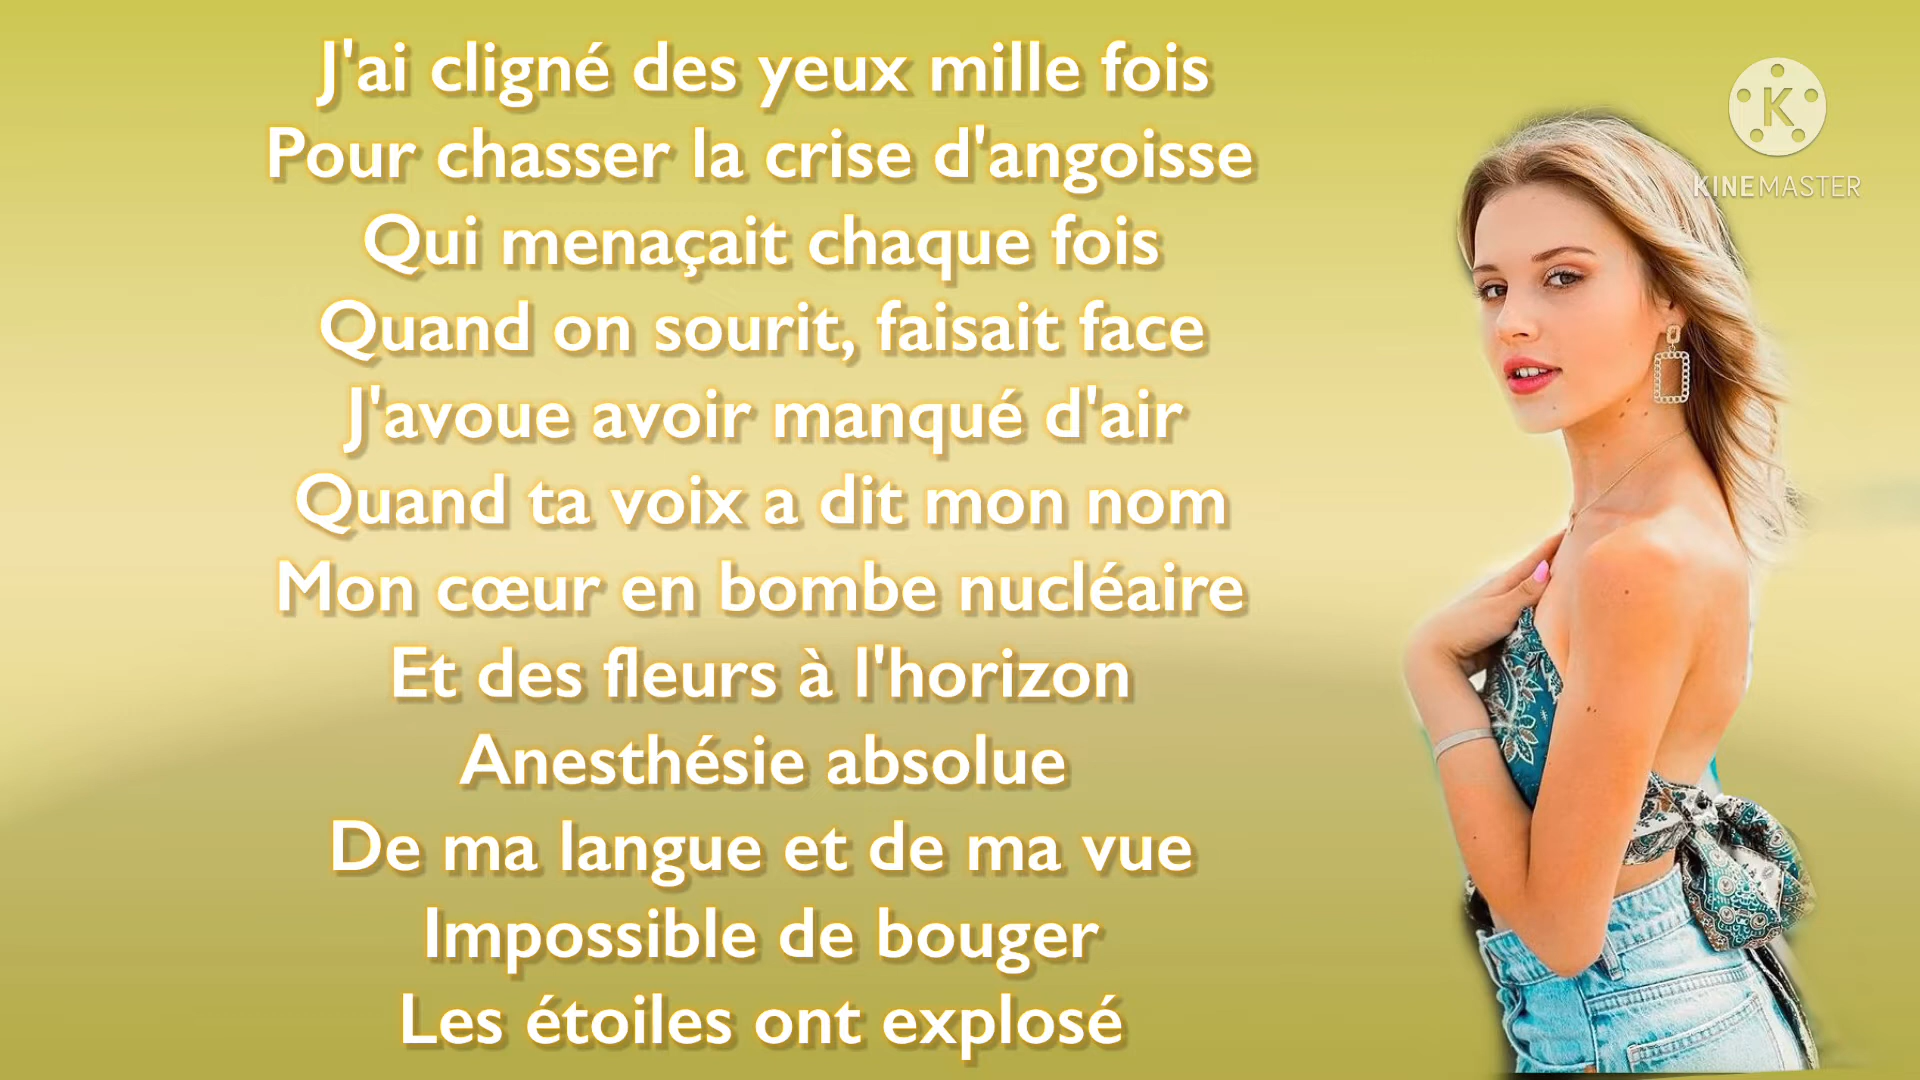 J'ai cligné des yeux mille fois
Pour chasser la crise d'angoisse
Qui menaçait chaque fois
Quand on sourit, faisait face
J'avoue avoir manqué d'air
Quand ta voix a dit mon nom
Mon cœur en bombe nucléaire
Et des fleurs à l'horizon
Anesthésie absolue
De ma langue et de ma vue
Impossible de bouger
Les étoiles ont explosé
K
KINEMASTER